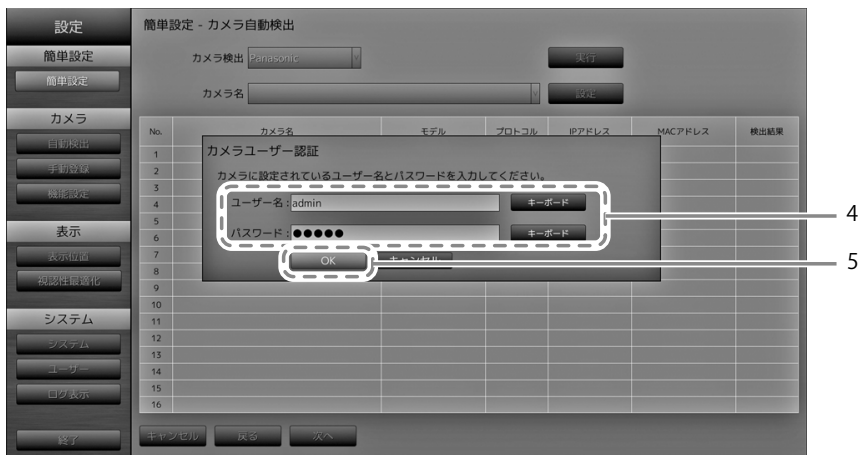 設定
簡単設定
簡単設定
カメラ
自動検出
手動登録
機能設定
表示
表示位置
視認性最適化
システム
システム
ユーザー
ログ表示
終了
簡単設定 - カメラ自動検出
カメラ検出 Panasonic 実行
カメラ名 設定
No. カメラ名 モデル プロトコル IPアドレス MACアドレス 検出結果
1
2
3
4
5
6
7
8
9
10
11
12
13
14
15
16
カメラユーザー認証
カメラに設定されているユーザー名とパスワードを入力してください。
ユーザー名 : admin キーボード
パスワード : ●●●●● キーボード
OK キャンセル
キャンセル 戻る 次へ
4
5